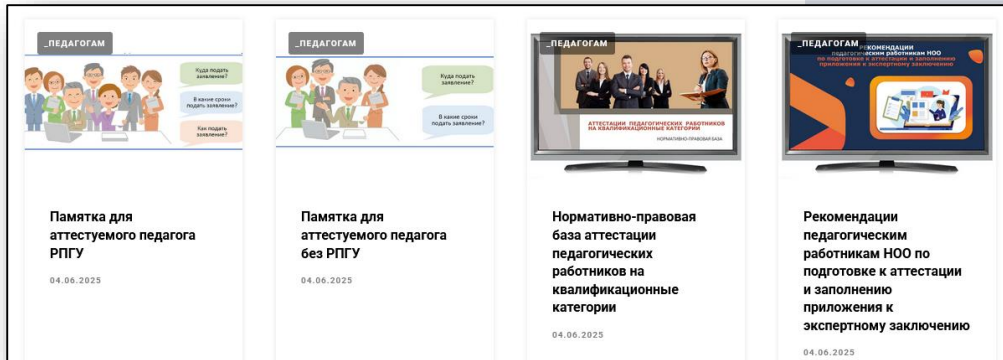 _ПЕДАГОГАМ
Куда подать
заявление?
В какие сроки
подать заявление?
Как подать
заявление?
Памятка для
аттестуемого педагога
РПГУ
04.06.2025
_ПЕДАГОГАМ
Куда подать
заявление?
В какие сроки
подать заявление?
Памятка для
аттестуемого педагога
без РПГУ
04.06.2025
_ПЕДАГОГАМ
АТТЕСТАЦИИ ПЕДАГОГИЧЕСКИХ РАБОТНИКОВ
НА КВАЛИФИКАЦИОННЫЕ КАТЕГОРИИ
НОРМАТИВНО-ПРАВОВАЯ БАЗА
Нормативно-правовая
база аттестации
педагогических
работников на
квалификационные
категории
04.06.2025
_ПЕДАГОГАМ
РЕКОМЕНДАЦИИ
педагогическим работникам НОО
по подготовке к аттестации и заполнению
приложения к экспертному заключению
Рекомендации
педагогическим
работникам НОО по
подготовке к аттестации
и заполнению
приложения к
экспертному заключению
04.06.2025